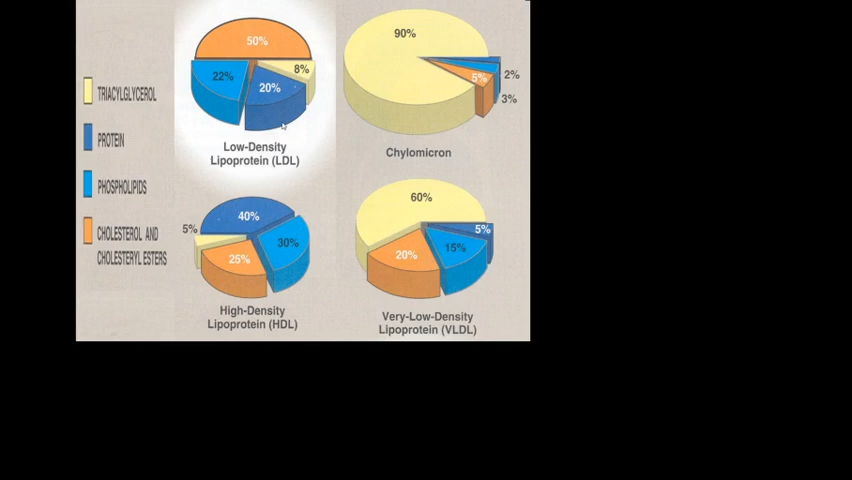 TRIACYLGLYCEROL
PROTEIN
PHOSPHOLIPIDS
CHOLESTEROL AND
CHOLESTERYL ESTERS
50%
22%
8%
20%
Low-Density
Lipoprotein (LDL)
90%
5%
2%
3%
Chylomicron
40%
5%
30%
25%
High-Density
Lipoprotein (HDL)
60%
5%
15%
20%
Very-Low-Density
Lipoprotein (VLDL)